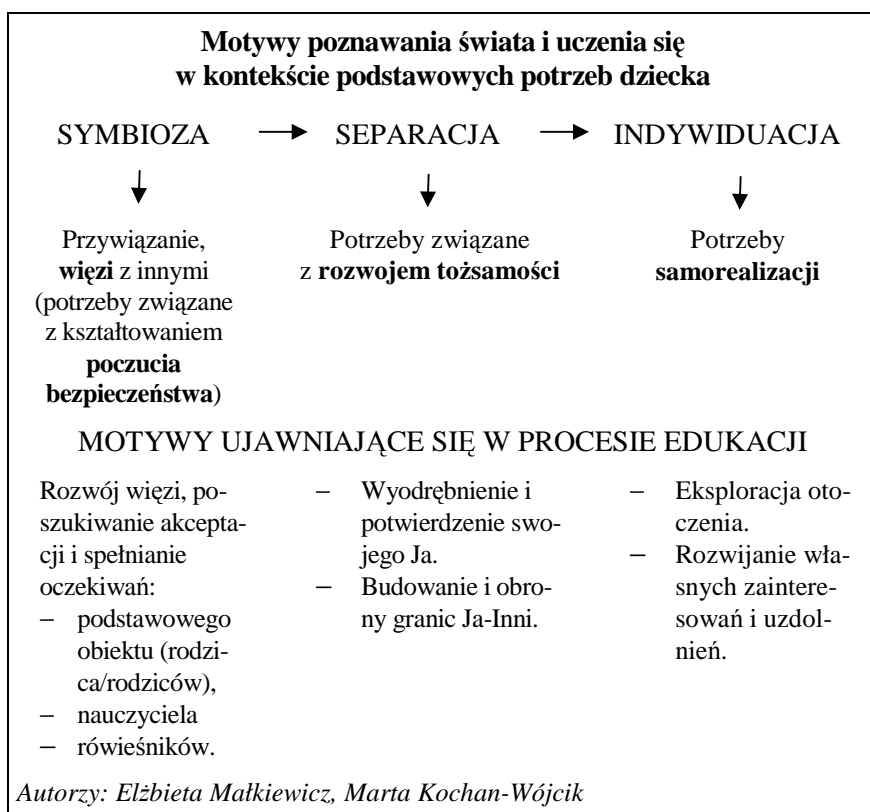 Motywy poznawania świata i uczenia się
w kontekście podstawowych potrzeb dziecka
SYMBIOZA → SEPARACJA → INDYWIDUACJA
Przywiązanie,
więzi z innymi
(potrzeby związane
z kształtowaniem
poczucia
bezpieczeństwa)
Potrzeby związane
z rozwojem tożsamości
Potrzeby
samorealizacji
MOTYWY UJAWNIAJĄCE SIĘ W PROCESIE EDUKACJI
Rozwój więzi, po-
szukiwanie akcepta-
cji i spełnianie
oczekiwań:
– podstawowego
obiektu (rodzi-
ca/rodziców),
– nauczyciela
– rówieśników.
– Wyodrębnienie i
potwierdzenie swo-
jego Ja.
– Budowanie i obro-
ny granic Ja-Inni.
– Eksploracja oto-
czenia.
– Rozwijanie wła-
snych zaintere-
sowań i uzdol-
nień.
Autorzy: Elżbieta Małkiewicz, Marta Kochan-Wójcik